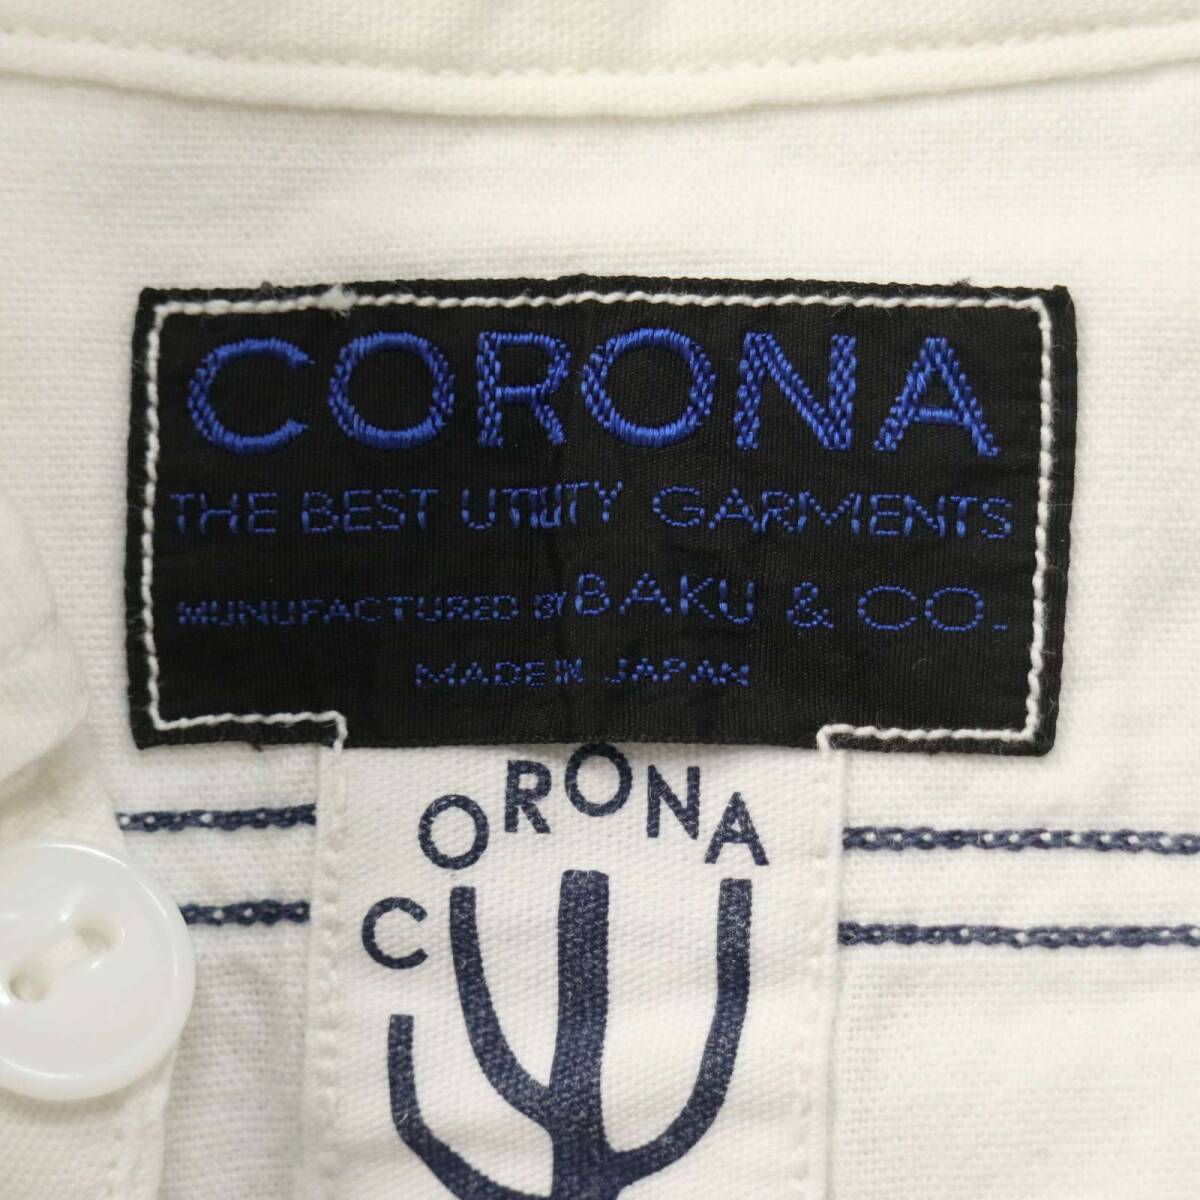 CORONA
THE BEST UTILITY GARMENTS
MUNUFACTURED BY BAKU & CO.
MADE IN JAPAN
CORONA